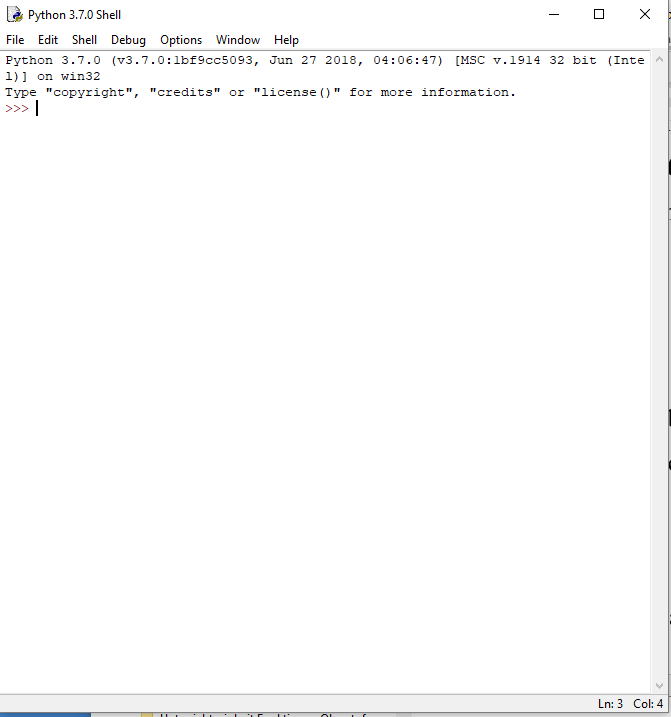 Python 3.7.0 Shell
File Edit Shell Debug Options Window Help
Python 3.7.0 (v3.7.0:1bf9cc5093, Jun 27 2018, 04:06:47) [MSC v.1914 32 bit (Inte
l)] on win32
Type "copyright", "credits" or "license()" for more information.
>>>
Ln: 3 Col: 4